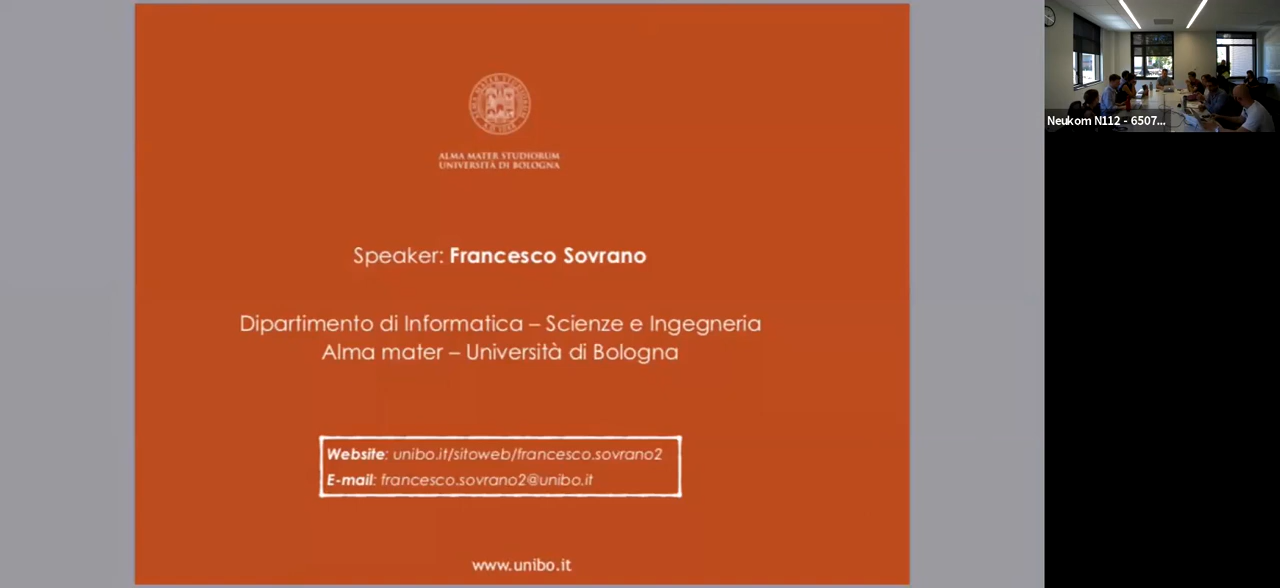 ALMA MATER STUDIORUM
UNIVERSITÀ DI BOLOGNA
Speaker: Francesco Sovrano
Dipartimento di Informatica – Scienze e Ingegneria
Alma mater – Università di Bologna
Website: unibo.it/sitoweb/francesco.sovrano2
E-mail: francesco.sovrano2@unibo.it
www.unibo.it
Neukom N112 - 6507...